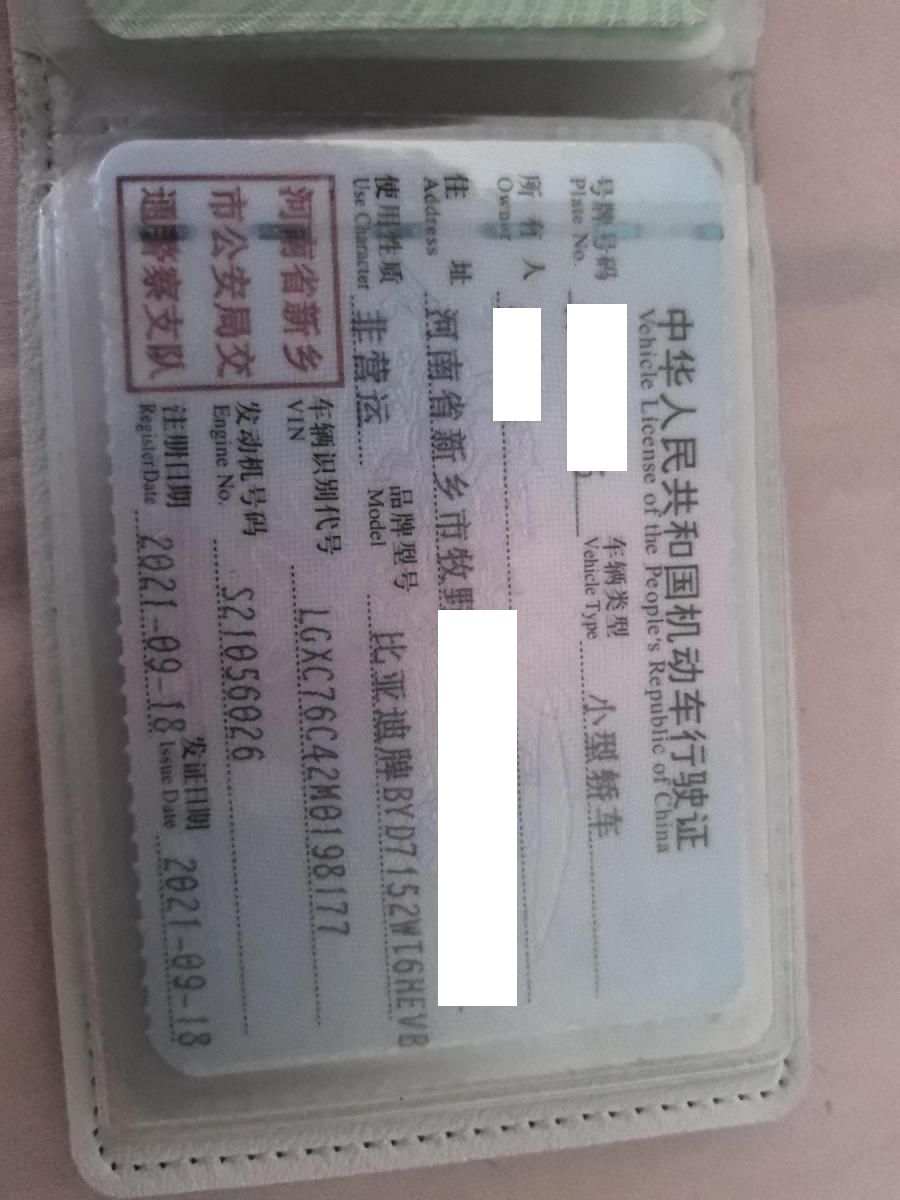 中华人民共和国机动车行驶证
Vehicle License of the People's Republic of China
号牌号码 车辆类型 小型轿车
Plate No. Vehicle Type
所有人
Owner
住址 河南省新乡市牧野
Address
使用性质 非营运 品牌型号 比亚迪牌BYD7152WT6HEVB
Use Character Model
河南省新乡
市公安局交
通警察支队
车辆识别代号 LGXC76C42M0198177
VIN
发动机号码 S21056026
Engine No.
注册日期 2021-09-18 发证日期 2021-09-18
Register Date Issue Date